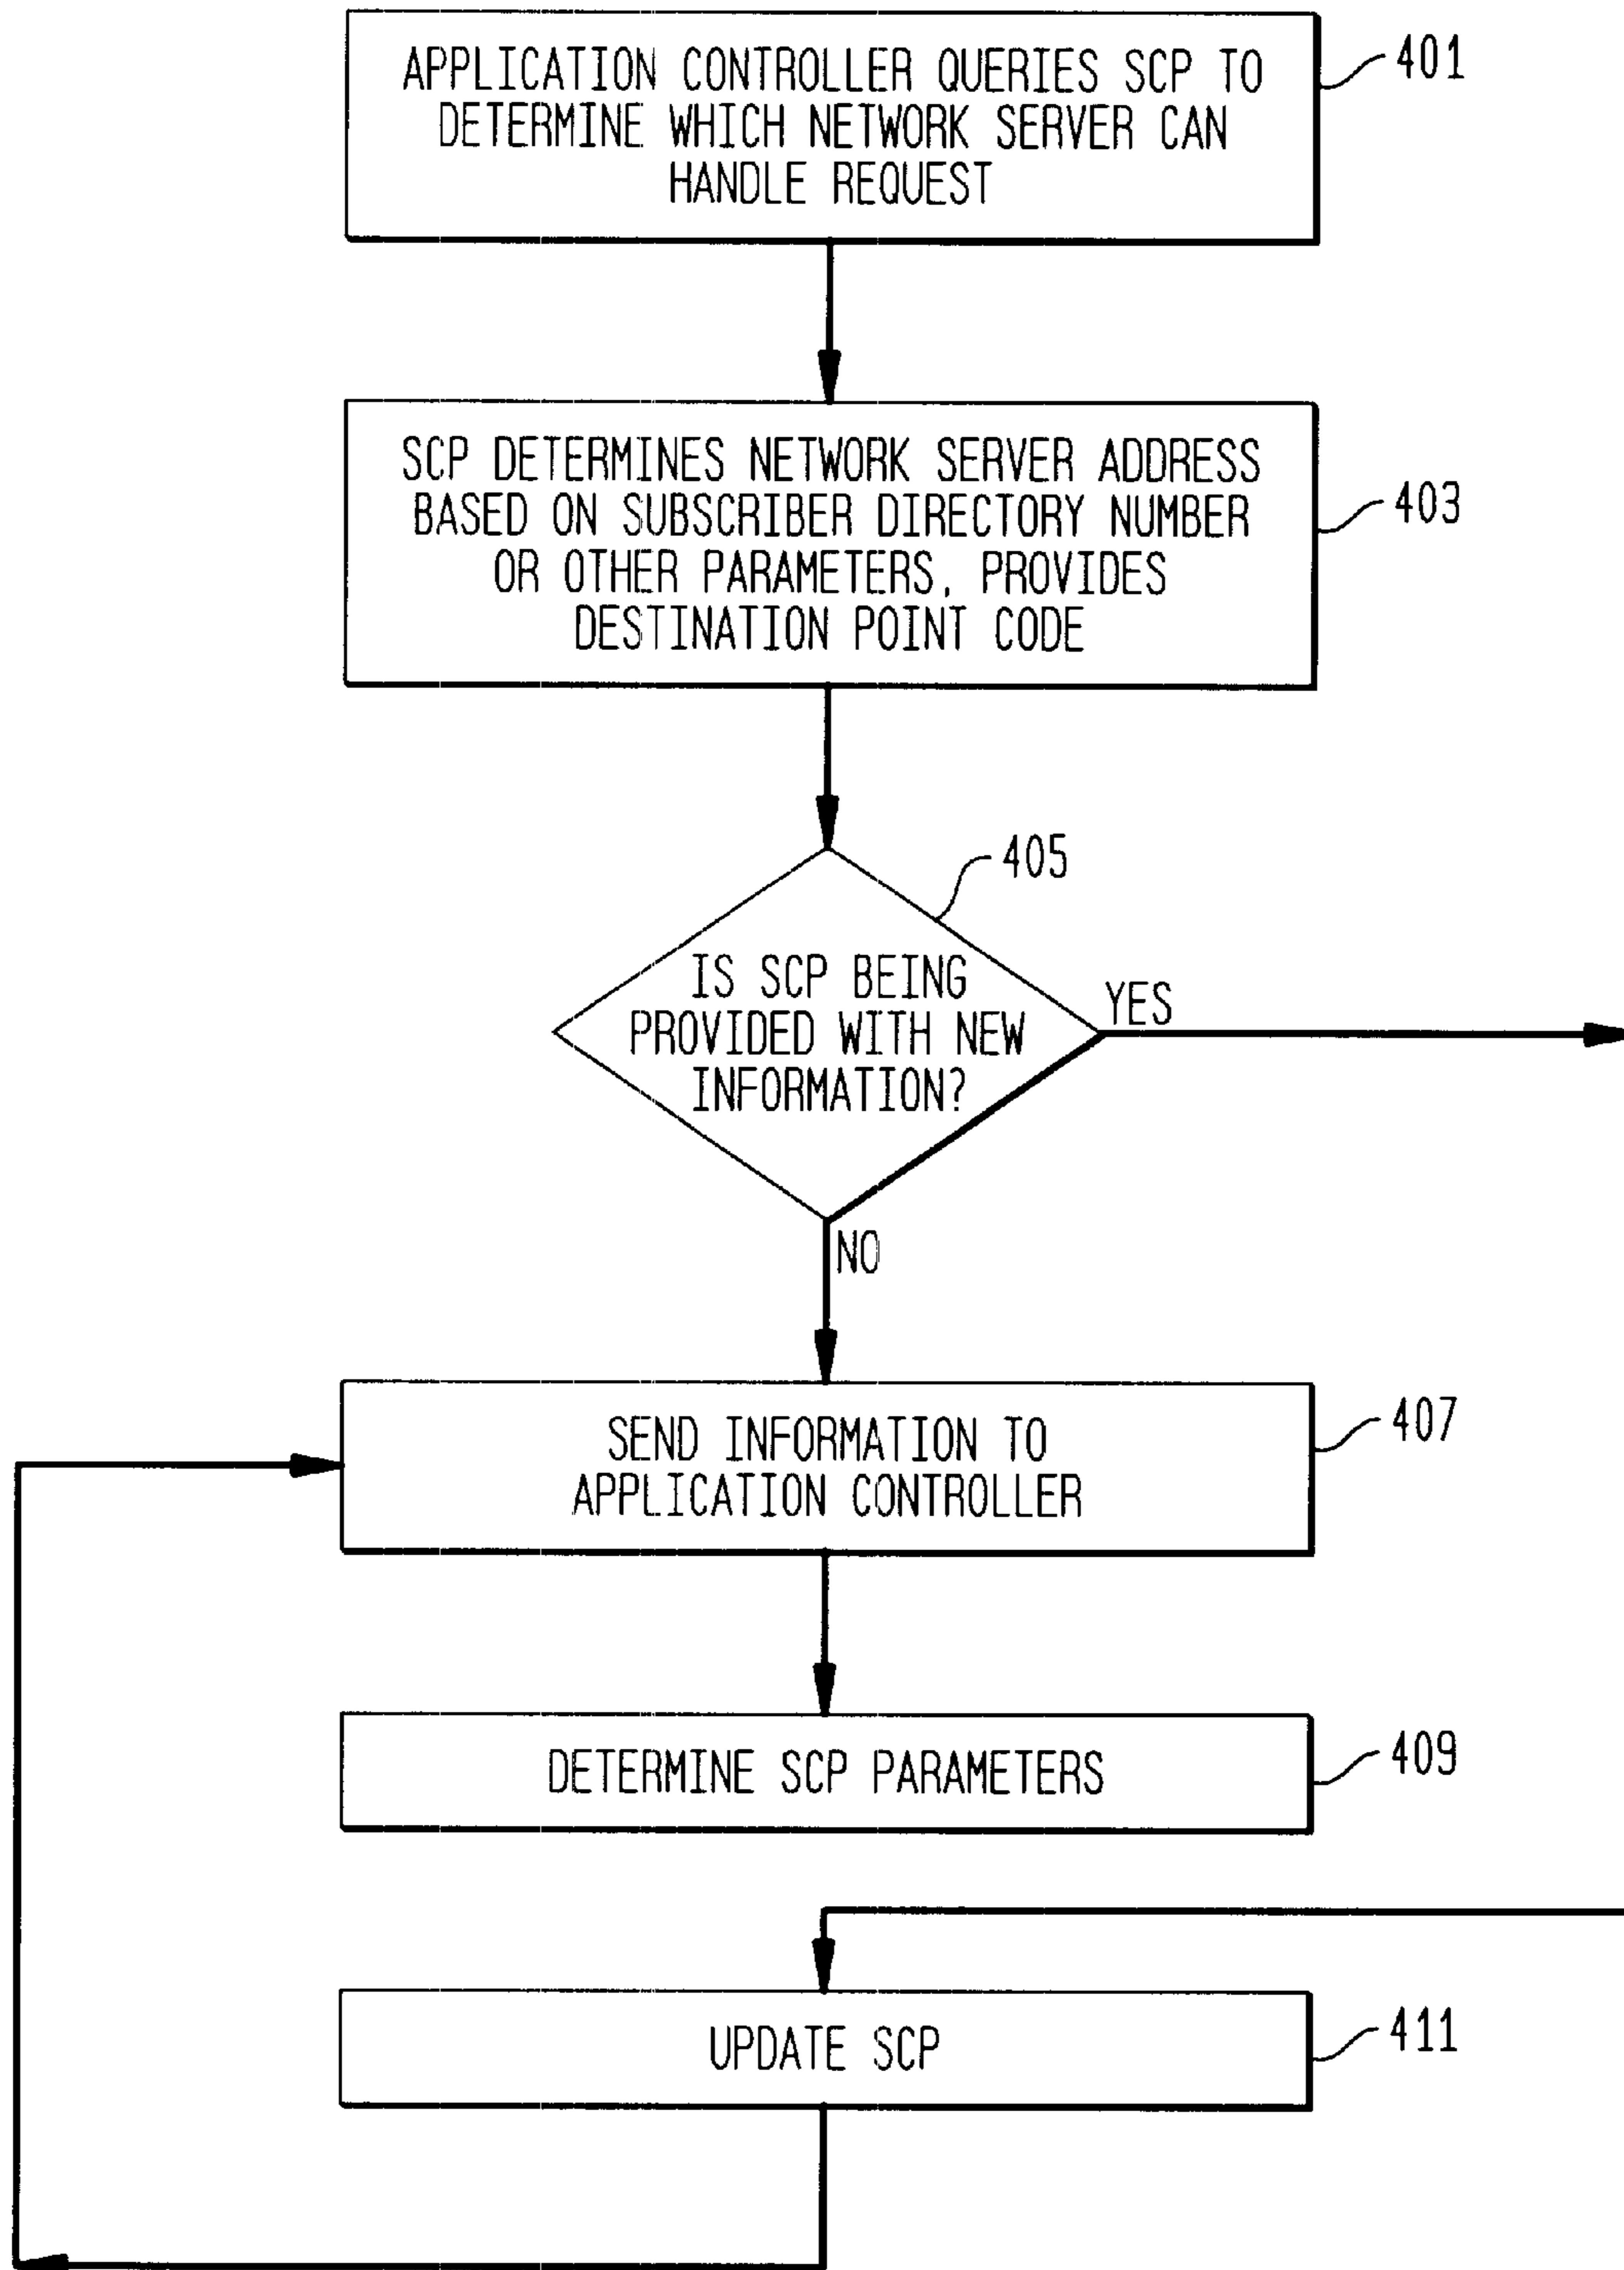 APPLICATION CONTROLLER QUERIES SCP TO
DETERMINE WHICH NETWORK SERVER CAN
HANDLE REQUEST
401
SCP DETERMINES NETWORK SERVER ADDRESS
BASED ON SUBSCRIBER DIRECTORY NUMBER
OR OTHER PARAMETERS, PROVIDES
DESTINATION POINT CODE
403
405
IS SCP BEING
PROVIDED WITH NEW
INFORMATION?
YES
NO
SEND INFORMATION TO
APPLICATION CONTROLLER
407
DETERMINE SCP PARAMETERS
409
UPDATE SCP
411